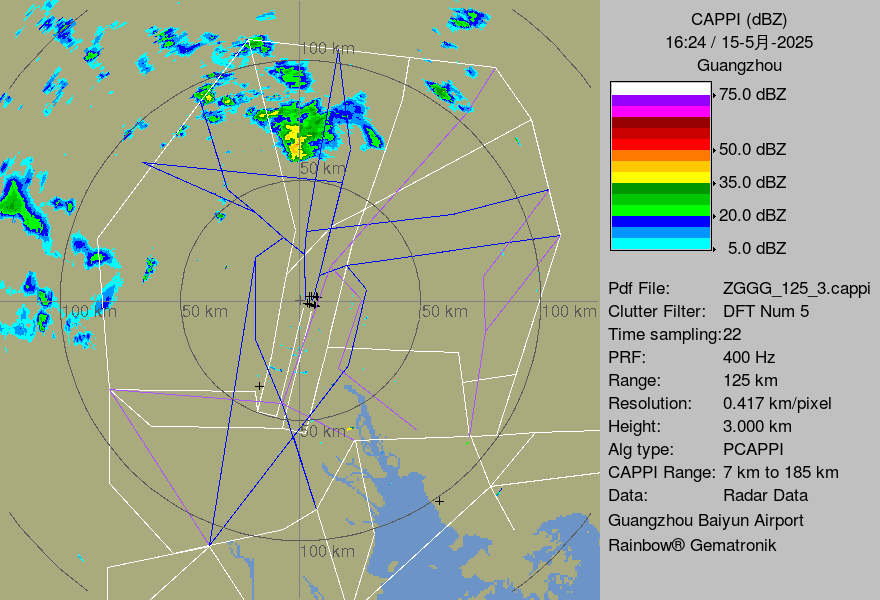 CAPPI (dBZ)
16:24 / 15-5月-2025
Guangzhou
75.0 dBZ
50.0 dBZ
35.0 dBZ
20.0 dBZ
5.0 dBZ
100 km
50 km
100 km
50 km
50 km
100 km
50 km
100 km
Pdf File: ZGGG_125_3.cappi
Clutter Filter: DFT Num 5
Time sampling:22
PRF: 400 Hz
Range: 125 km
Resolution: 0.417 km/pixel
Height: 3.000 km
Alg type: PCAPPI
CAPPI Range: 7 km to 185 km
Data: Radar Data
Guangzhou Baiyun Airport
Rainbow® Gematronik